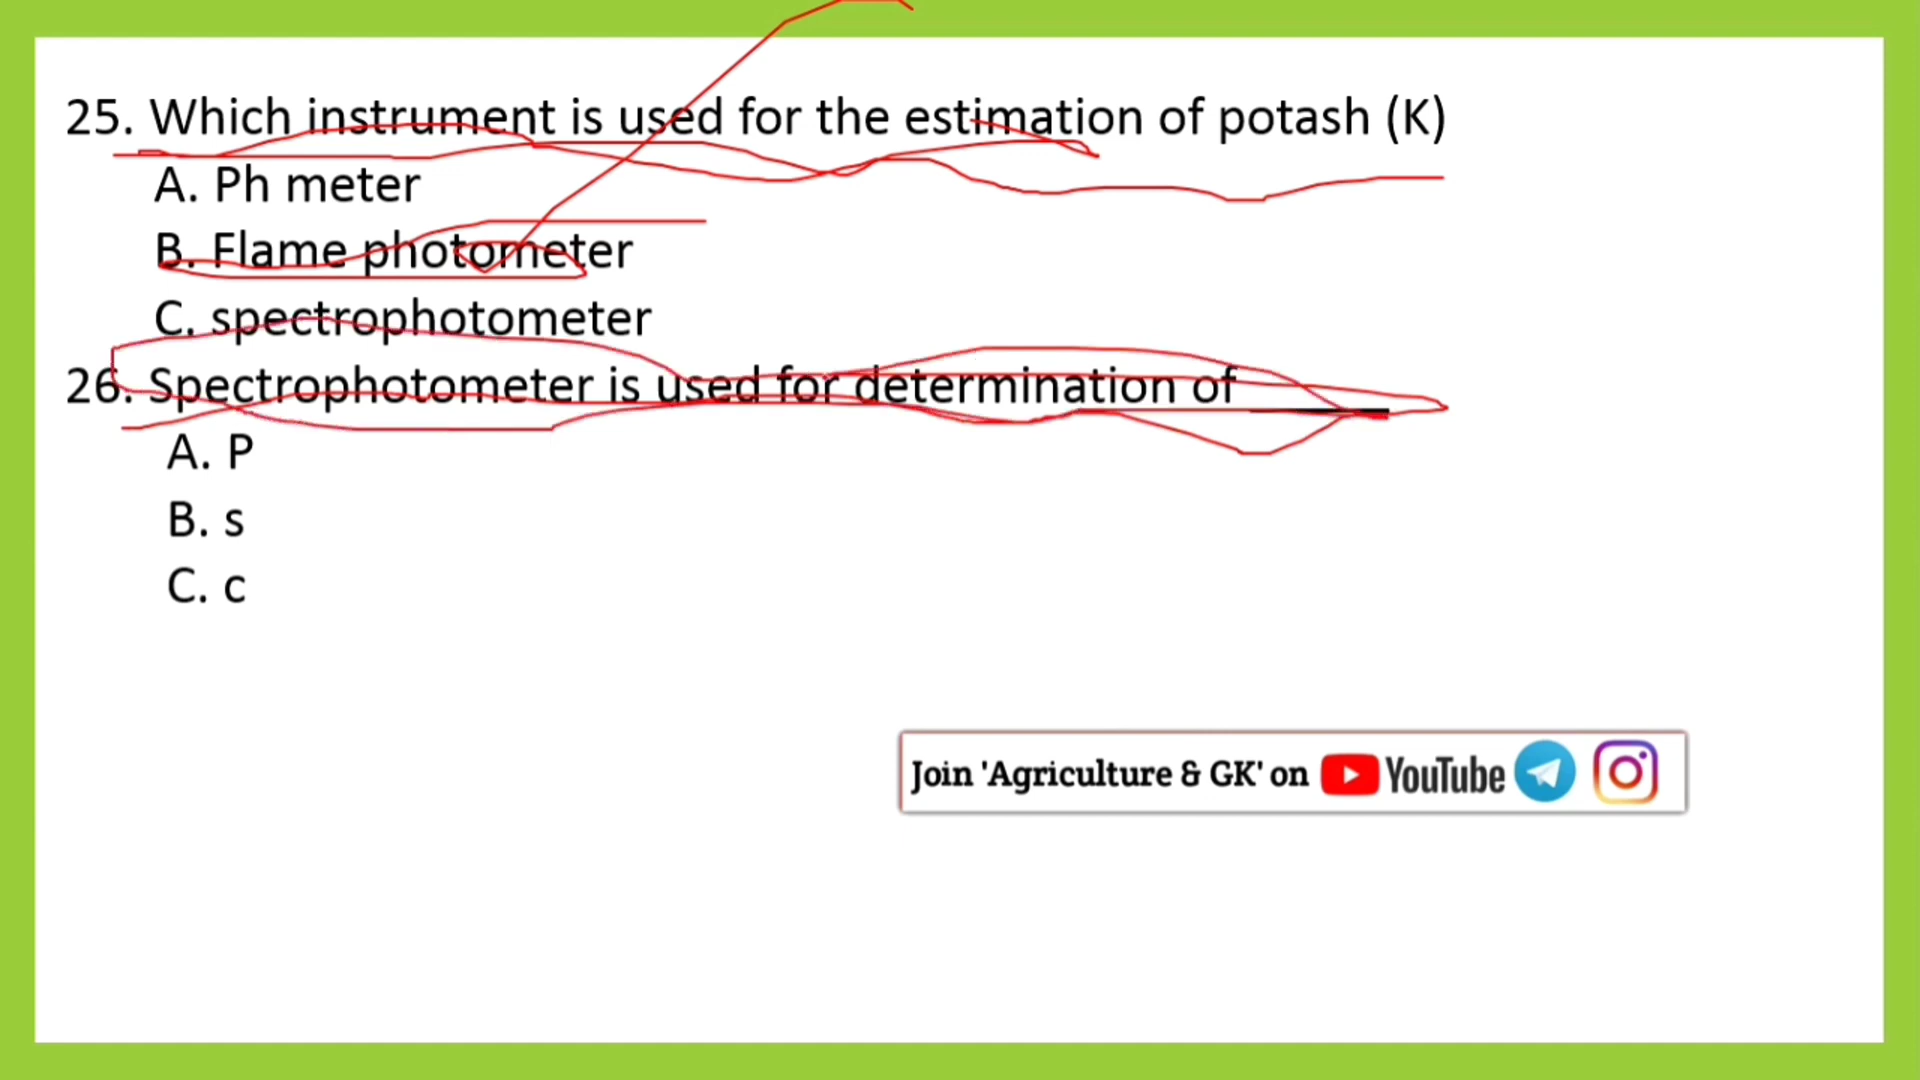 25. Which instrument is used for the estimation of potash (K)
A. Ph meter
B. Flame photometer
C. spectrophotometer
26. Spectrophotometer is used for determination of ____
A. P
B. s
C. c
Join 'Agriculture & GK' on YouTube